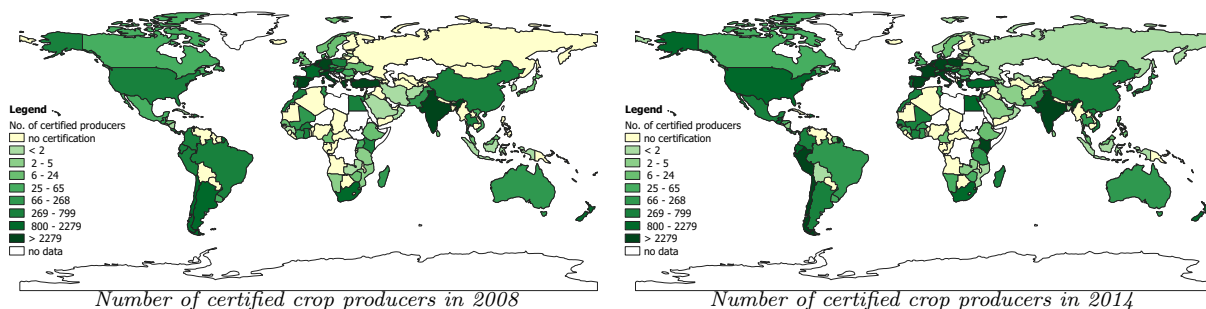 Legend
No. of certified producers
no certification
< 2
2 - 5
6 - 24
25 - 65
66 - 268
269 - 799
800 - 2279
> 2279
no data
Number of certified crop producers in 2008
Legend
No. of certified producers
no certification
< 2
2 - 5
6 - 24
25 - 65
66 - 268
269 - 799
800 - 2279
> 2279
no data
Number of certified crop producers in 2014